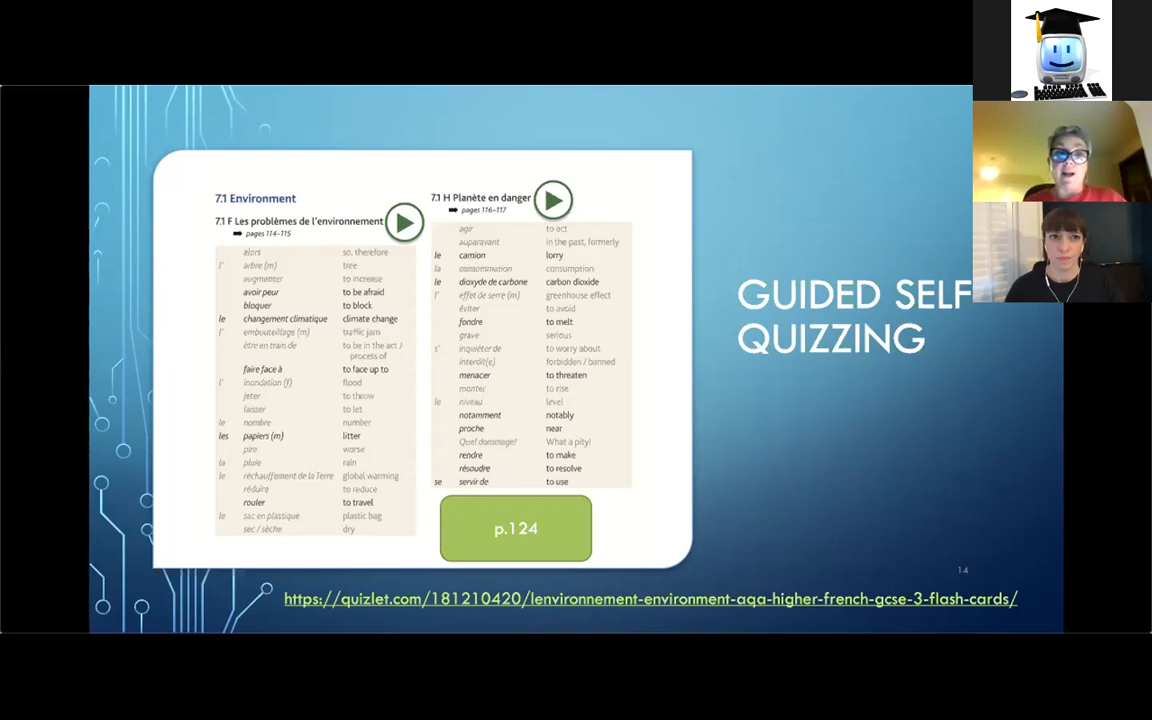 7.1 Environment
7.1 F Les problèmes de l'environnement
➡ pages 114–115
alors so, therefore
l' arbre (m) tree
augmenter to increase
avoir peur to be afraid
bloquer to block
le changement climatique climate change
l' embouteillage (m) traffic jam
être en train de to be in the act /
process of
faire face à to face up to
l' inondation (f) flood
jeter to throw
laisser to let
le nombre number
les papiers (m) litter
pire worse
la pluie rain
le réchauffement de la Terre global warming
réduire to reduce
rouler to travel
le sac en plastique plastic bag
sec / sèche dry
7.1 H Planète en danger
➡ pages 116–117
agir to act
auparavant in the past, formerly
le camion lorry
la consommation consumption
le dioxyde de carbone carbon dioxide
l' effet de serre (m) greenhouse effect
éviter to avoid
fondre to melt
grave serious
s' inquiéter de to worry about
interdit(e) forbidden / banned
menacer to threaten
monter to rise
le niveau level
notamment notably
proche near
Quel dommage! What a pity!
rendre to make
résoudre to resolve
se servir de to use
p.124
GUIDED SELF
QUIZZING
14
https://quizlet.com/181210420/lenvironnement-environment-aqa-higher-french-gcse-3-flash-cards/